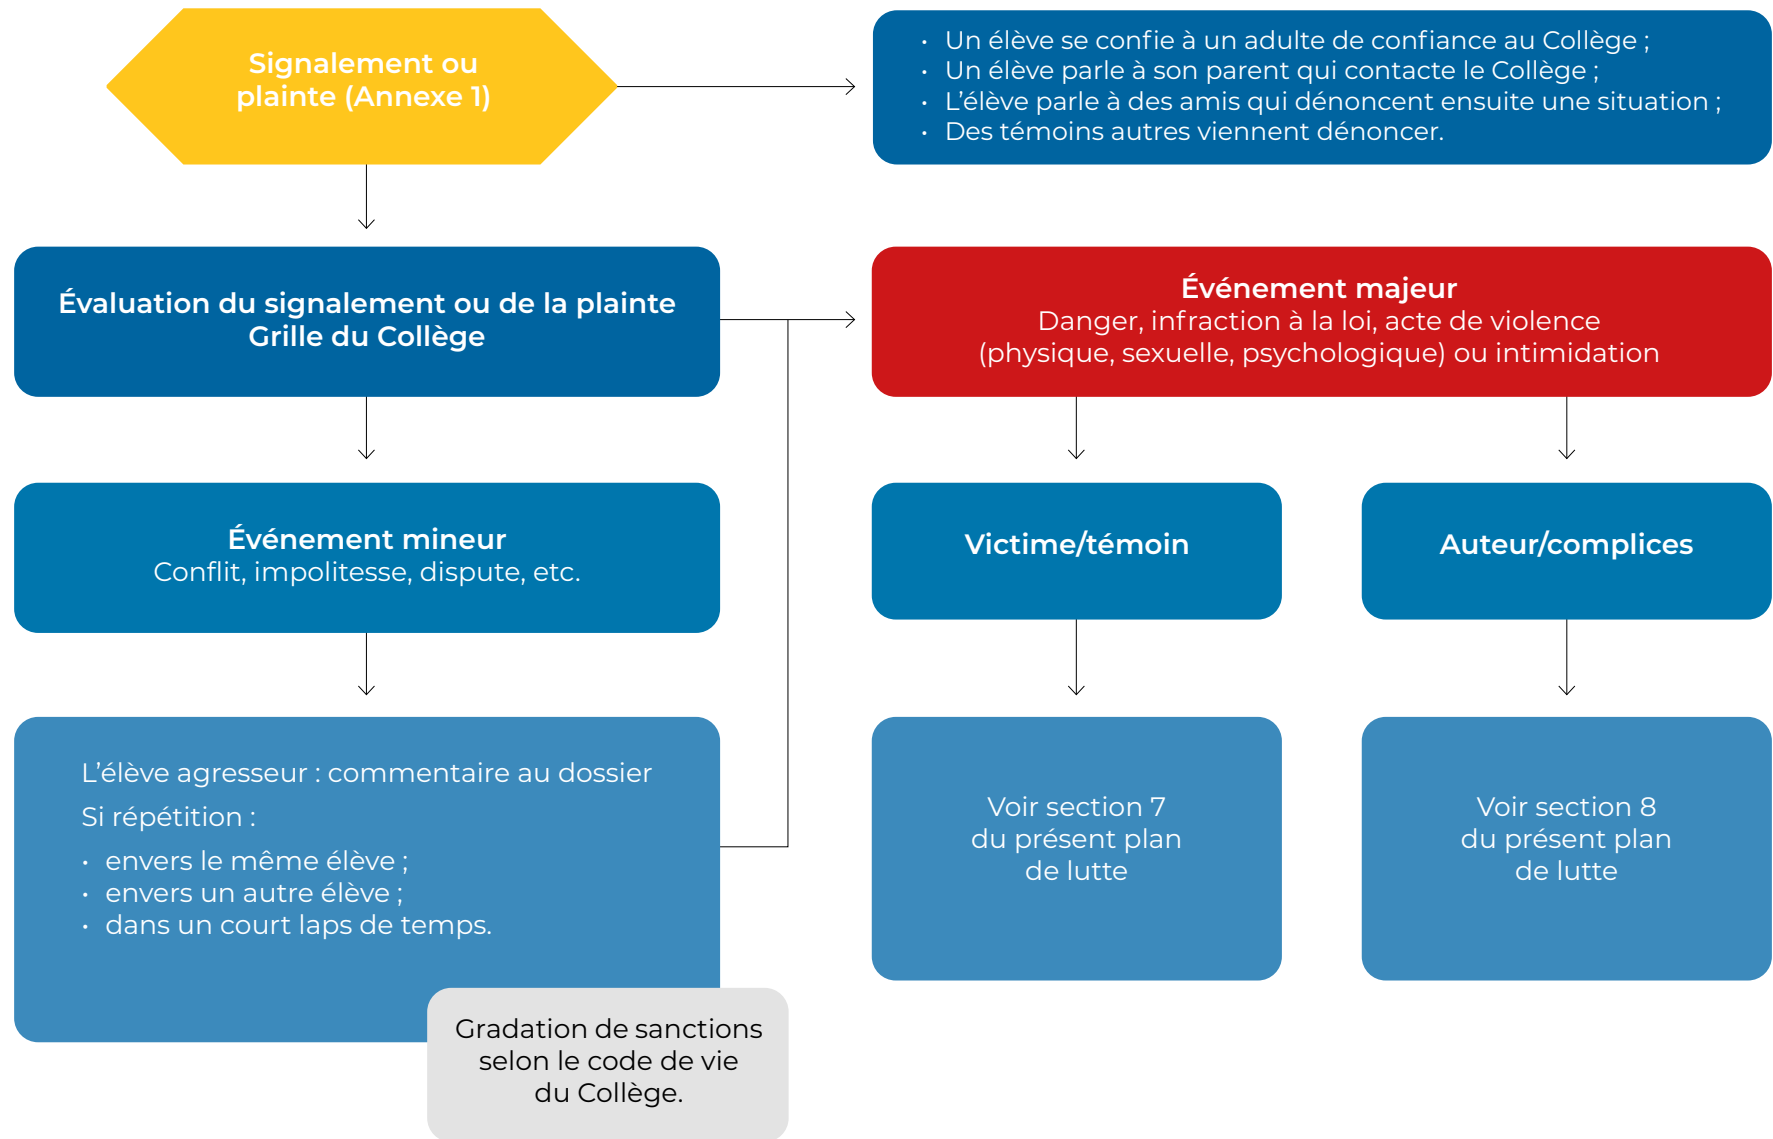 Signalement ou
plainte (Annexe 1)
• Un élève se confie à un adulte de confiance au Collège ;
• Un élève parle à son parent qui contacte le Collège ;
• L’élève parle à des amis qui dénoncent ensuite une situation ;
• Des témoins autres viennent dénoncer.
Évaluation du signalement ou de la plainte
Grille du Collège
Événement majeur
Danger, infraction à la loi, acte de violence
(physique, sexuelle, psychologique) ou intimidation
Événement mineur
Conflit, impolitesse, dispute, etc.
Victime/témoin
Auteur/complices
L’élève agresseur : commentaire au dossier
Si répétition :
• envers le même élève ;
• envers un autre élève ;
• dans un court laps de temps.
Voir section 7
du présent plan
de lutte
Voir section 8
du présent plan
de lutte
Gradation de sanctions
selon le code de vie
du Collège.